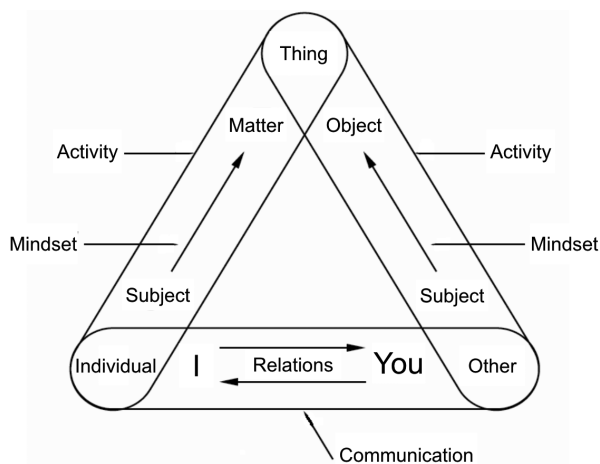 Thing
Matter
Object
Activity
Activity
Mindset
Mindset
Subject
Subject
Individual
I
Relations
You
Other
Communication